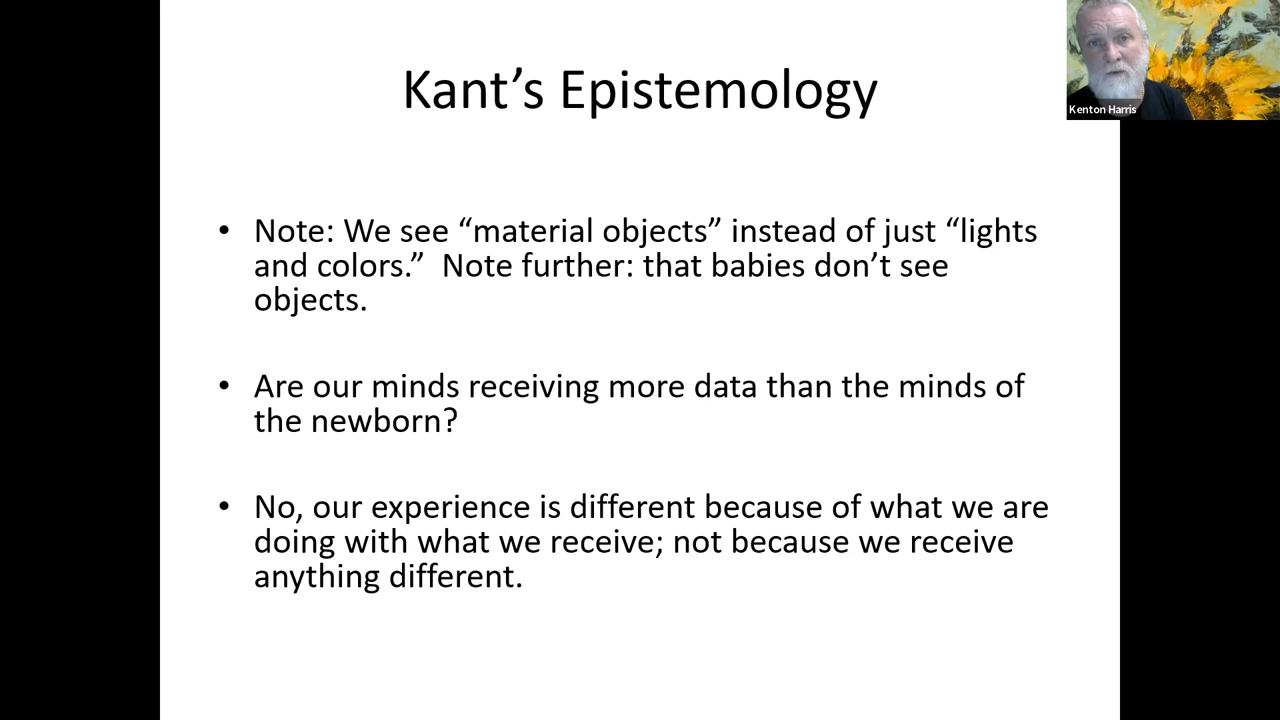 Kant’s Epistemology
Kenton Harris
• Note: We see “material objects” instead of just “lights
and colors.”  Note further: that babies don’t see
objects.
• Are our minds receiving more data than the minds of
the newborn?
• No, our experience is different because of what we are
doing with what we receive; not because we receive
anything different.